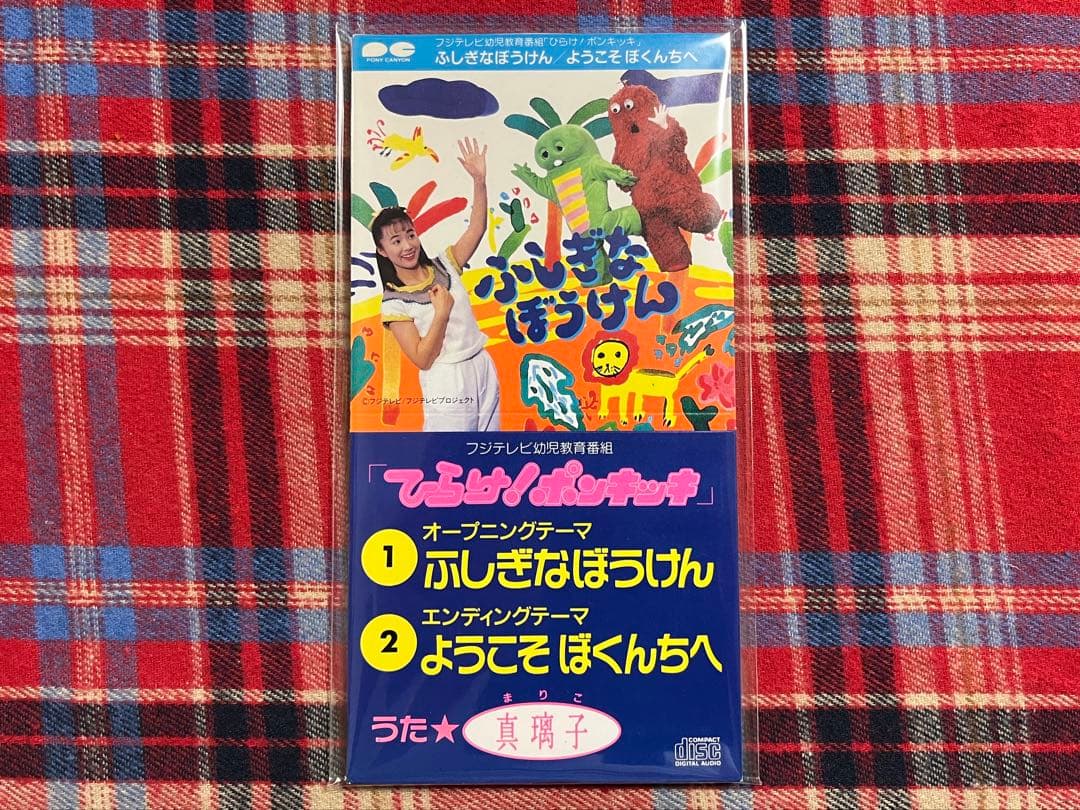 PONY CANYON
フジテレビ幼児教育番組「ひらけ!ポンキッキ」
ふしぎなぼうけん/ようこそ ぼくんちへ
ふしぎな
ぼうけん
©フジテレビ/フジテレビプロジェクト
フジテレビ幼児教育番組
「ひらけ!ポンキッキ」
1
オープニングテーマ
ふしぎなぼうけん
2
エンディングテーマ
ようこそ ぼくんちへ
まりこ
うた★真璃子
COMPACT
disc
DIGITAL AUDIO